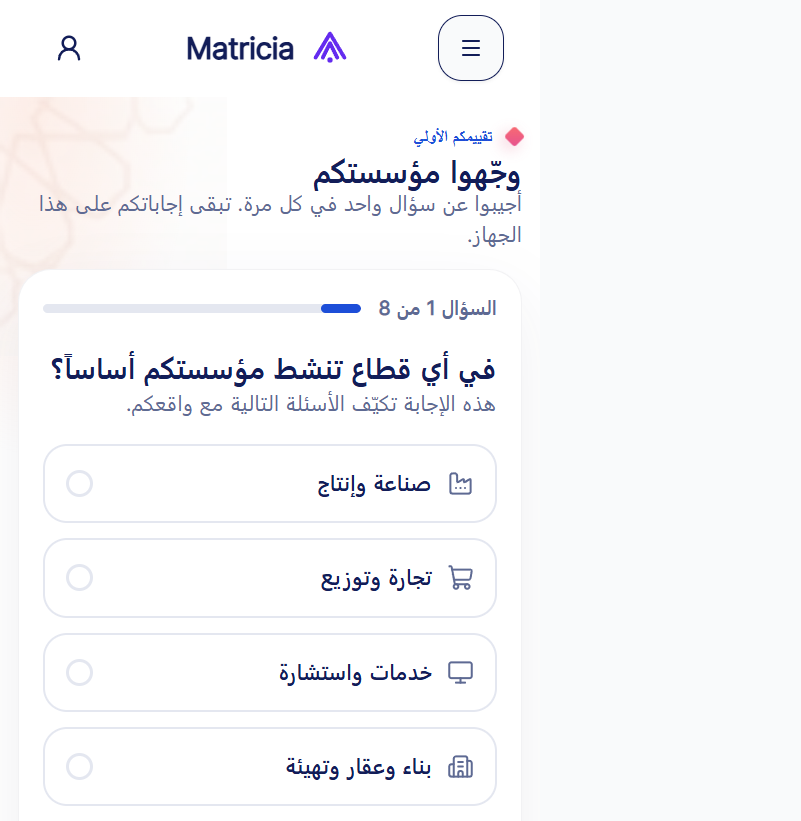 Matricia
تقييمكم الأولي
وجّهوا مؤسستكم
أجيبوا عن سؤال واحد في كل مرة. تبقى إجاباتكم على هذا
الجهاز.
السؤال 1 من 8
في أي قطاع تنشط مؤسستكم أساساً؟
هذه الإجابة تكيّف الأسئلة التالية مع واقعكم.
صناعة وإنتاج
تجارة وتوزيع
خدمات واستشارة
بناء وعقار وتهيئة